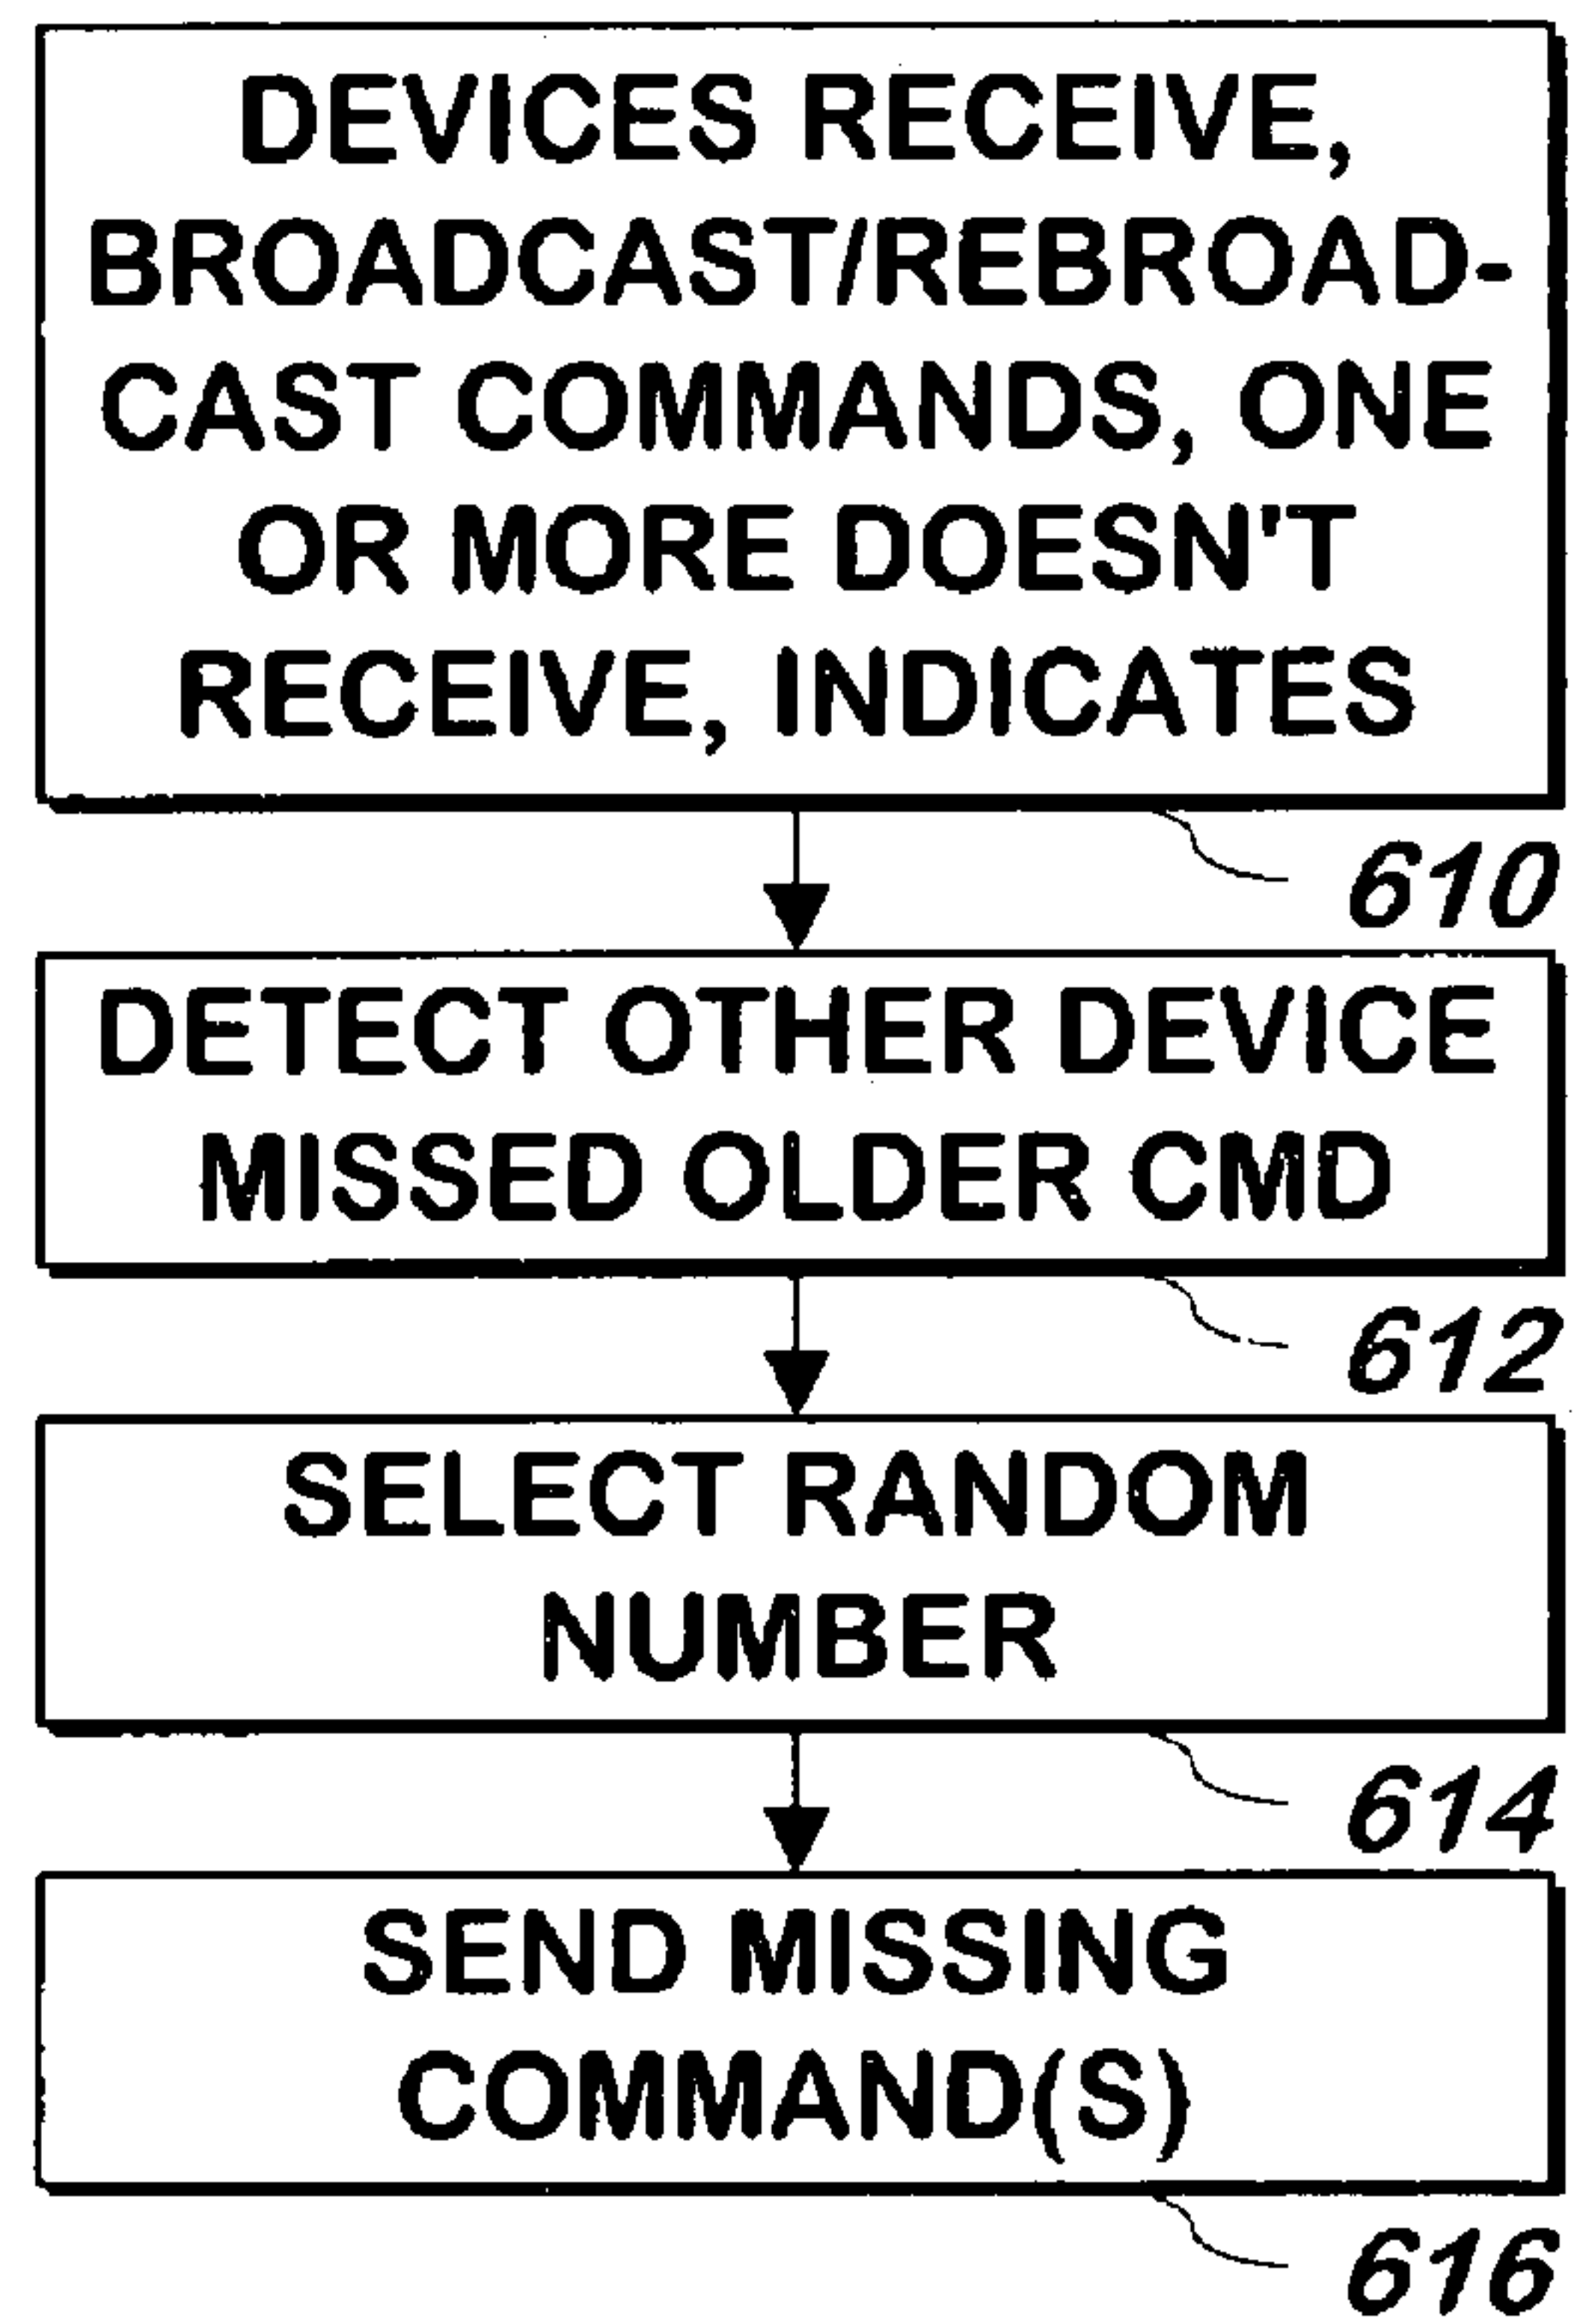 DEVICES RECEIVE,
BROADCAST/REBROAD-
CAST COMMANDS, ONE
OR MORE DOESN'T
RECEIVE, INDICATES
610
DETECT OTHER DEVICE
MISSED OLDER CMD
612
SELECT RANDOM
NUMBER
614
SEND MISSING
COMMAND(S)
616